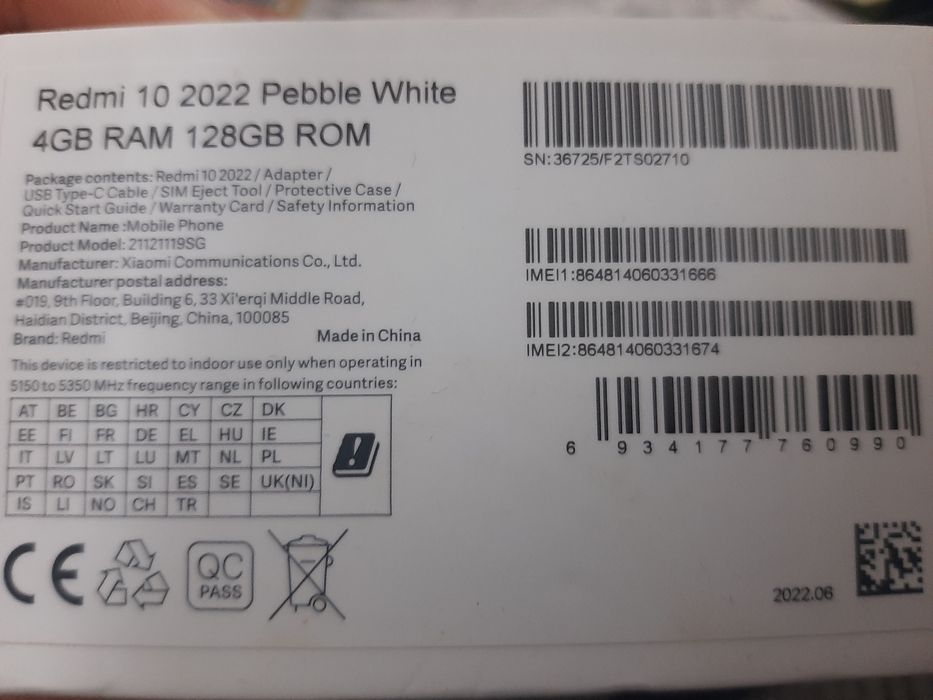 Redmi 10 2022 Pebble White
4GB RAM 128GB ROM
Package contents: Redmi 10 2022 / Adapter /
USB Type-C Cable / SIM Eject Tool / Protective Case /
Quick Start Guide / Warranty Card / Safety Information
Product Name :Mobile Phone
Product Model: 21121119SG
Manufacturer: Xiaomi Communications Co., Ltd.
Manufacturer postal address:
#019, 9th Floor, Building 6, 33 Xi'erqi Middle Road,
Haidian District, Beijing, China, 100085
Brand: Redmi
Made in China
This device is restricted to indoor use only when operating in
5150 to 5350 MHz frequency range in following countries:
AT BE BG HR CY CZ DK
EE FI FR DE EL HU IE
IT LV LT LU MT NL PL
PT RO SK SI ES SE UK(NI)
IS LI NO CH TR
CE
QC
PASS
SN:36725/F2TS02710
IMEI1:864814060331666
IMEI2:864814060331674
6 934177 760990
2022.06